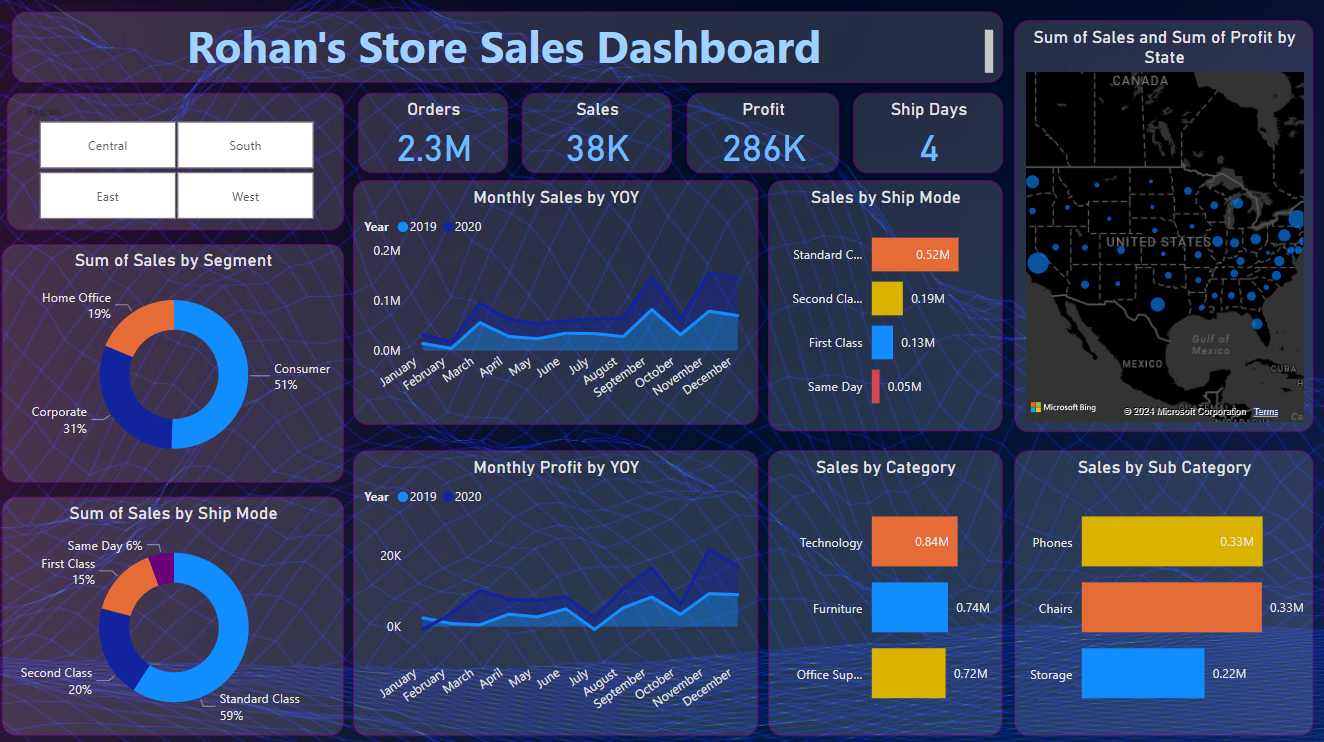 Rohan's Store Sales Dashboard
Region
Central
South
East
West
Orders
2.3M
Sales
38K
Profit
286K
Ship Days
4
Sum of Sales and Sum of Profit by
State
CANADA
UNITED STATES
MEXICO
Gulf of
Mexico
CUBA
Microsoft Bing
© 2024 Microsoft Corporation Terms
Sum of Sales by Segment
Home Office
19%
Consumer
51%
Corporate
31%
Monthly Sales by YOY
Year 2019 2020
0.2M
0.1M
0.0M
January
February
March
April
May
June
July
August
September
October
November
December
Sales by Ship Mode
Standard C... 0.52M
Second Cla... 0.19M
First Class 0.13M
Same Day 0.05M
Sum of Sales by Ship Mode
Same Day 6%
First Class
15%
Second Class
20%
Standard Class
59%
Monthly Profit by YOY
Year 2019 2020
20K
0K
January
February
March
April
May
June
July
August
September
October
November
December
Sales by Category
Technology 0.84M
Furniture 0.74M
Office Sup... 0.72M
Sales by Sub Category
Phones 0.33M
Chairs 0.33M
Storage 0.22M